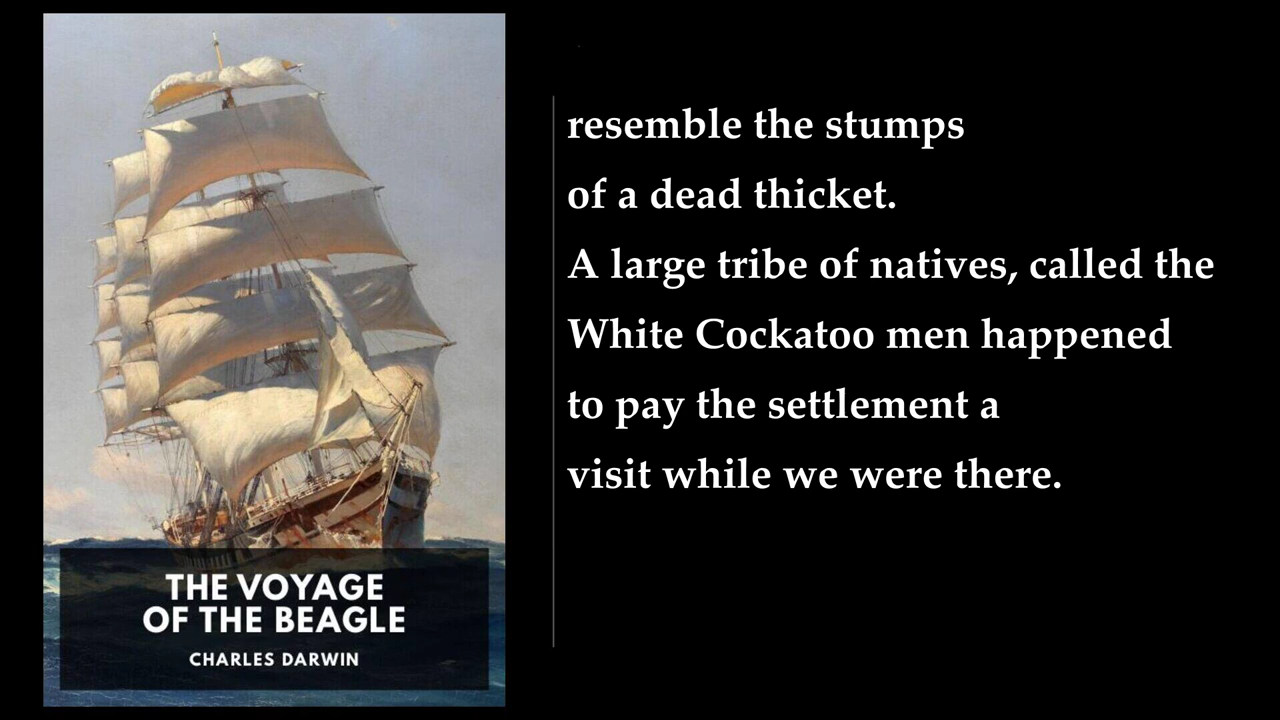 resemble the stumps
of a dead thicket.
A large tribe of natives, called the
White Cockatoo men happened
to pay the settlement a
visit while we were there.
THE VOYAGE
OF THE BEAGLE
CHARLES DARWIN